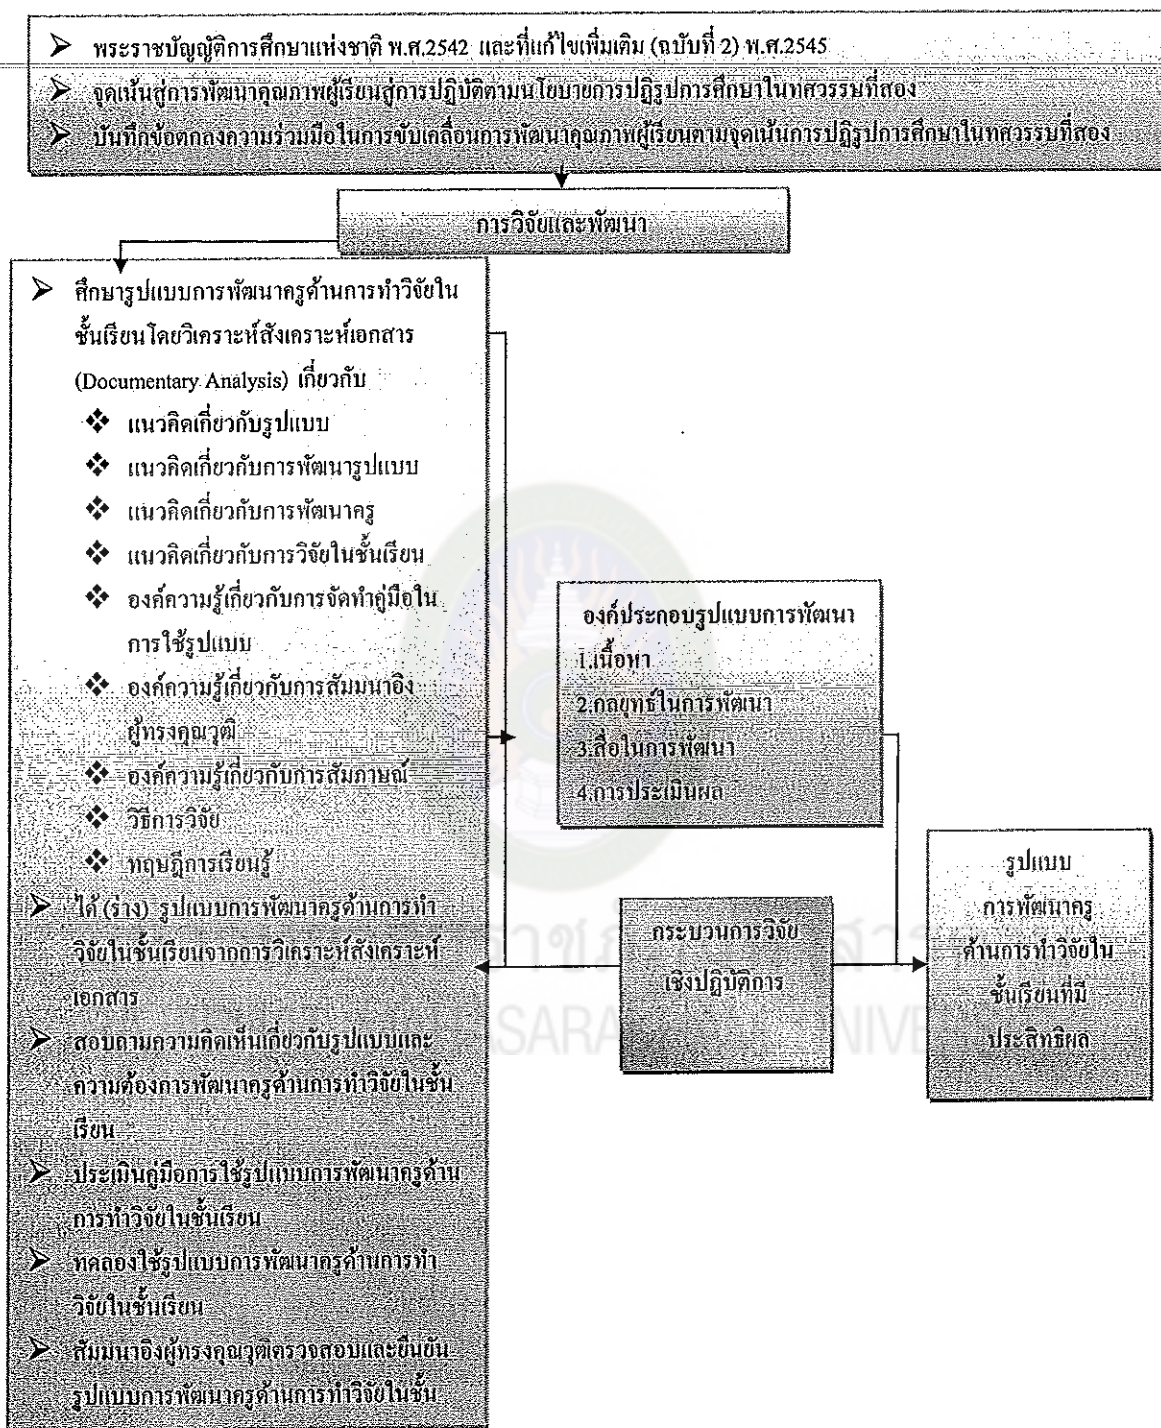 ➢ พระราชบัญญัติการศึกษาแห่งชาติ พ.ศ.2542 และที่แก้ไขเพิ่มเติม (ฉบับที่ 2) พ.ศ.2545
➢ จุดเน้นสู่การพัฒนาคุณภาพผู้เรียนสู่การปฏิบัติตามนโยบายการปฏิรูปการศึกษาในทศวรรษที่สอง
➢ บันทึกข้อตกลงความร่วมมือในการขับเคลื่อนการพัฒนาคุณภาพผู้เรียนตามจุดเน้นการปฏิรูปการศึกษาในทศวรรษที่สอง
การวิจัยและพัฒนา
➢ ศึกษารูปแบบการพัฒนาครูด้านการทำวิจัยใน
ชั้นเรียนโดยวิเคราะห์สังเคราะห์เอกสาร
(Documentary Analysis) เกี่ยวกับ
❖ แนวคิดเกี่ยวกับรูปแบบ
❖ แนวคิดเกี่ยวกับการพัฒนารูปแบบ
❖ แนวคิดเกี่ยวกับการพัฒนาครู
❖ แนวคิดเกี่ยวกับการวิจัยในชั้นเรียน
❖ องค์ความรู้เกี่ยวกับการจัดทำคู่มือใน
การใช้รูปแบบ
❖ องค์ความรู้เกี่ยวกับการสัมมนาอิง
ผู้ทรงคุณวุฒิ
❖ องค์ความรู้เกี่ยวกับการสัมภาษณ์
❖ วิธีการวิจัย
❖ ทฤษฎีการเรียนรู้
➢ ได้ (ร่าง) รูปแบบการพัฒนาครูด้านการทำ
วิจัยในชั้นเรียนจากการวิเคราะห์สังเคราะห์
เอกสาร
➢ สอบถามความคิดเห็นเกี่ยวกับรูปแบบและ
ความต้องการพัฒนาครูด้านการทำวิจัยในชั้น
เรียน
➢ ประเมินคู่มือการใช้รูปแบบการพัฒนาครูด้าน
การทำวิจัยในชั้นเรียน
➢ ทดลองใช้รูปแบบการพัฒนาครูด้านการทำ
วิจัยในชั้นเรียน
➢ สัมมนาอิงผู้ทรงคุณวุฒิตรวจสอบและยืนยัน
รูปแบบการพัฒนาครูด้านการทำวิจัยในชั้น
องค์ประกอบรูปแบบการพัฒนา
1.เนื้อหา
2.กลยุทธ์ในการพัฒนา
3.สื่อในการพัฒนา
4.การประเมินผล
กระบวนการวิจัย
เชิงปฏิบัติการ
รูปแบบ
การพัฒนาครู
ด้านการทำวิจัยใน
ชั้นเรียนที่มี
ประสิทธิผล